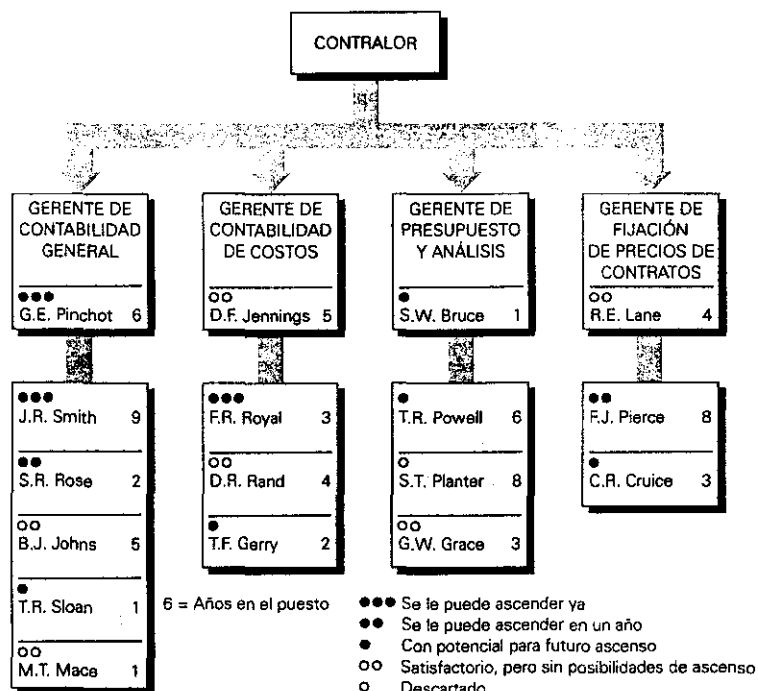 CONTRALOR
GERENTE DE
CONTABILIDAD
GENERAL
●●●
G.E. Pinchot 6
GERENTE DE
CONTABILIDAD
DE COSTOS
○○
D.F. Jennings 5
GERENTE DE
PRESUPUESTO
Y ANÁLISIS
●
S.W. Bruce 1
GERENTE DE
FIJACIÓN
DE PRECIOS DE
CONTRATOS
○○
R.E. Lane 4
●●●
J.R. Smith 9
●●
S.R. Rose 2
○○
B.J. Johns 5
●
T.R. Sloan 1
○○
M.T. Mace 1
●●●
F.R. Royal 3
○○
D.R. Rand 4
●
T.F. Gerry 2
●
T.R. Powell 6
○
S.T. Planter 8
○○
G.W. Grace 3
●●
F.J. Pierce 8
●
C.R. Cruice 3
6 = Años en el puesto
●●● Se le puede ascender ya
●● Se le puede ascender en un año
● Con potencial para futuro ascenso
○○ Satisfactorio, pero sin posibilidades de ascenso
○ Descartado